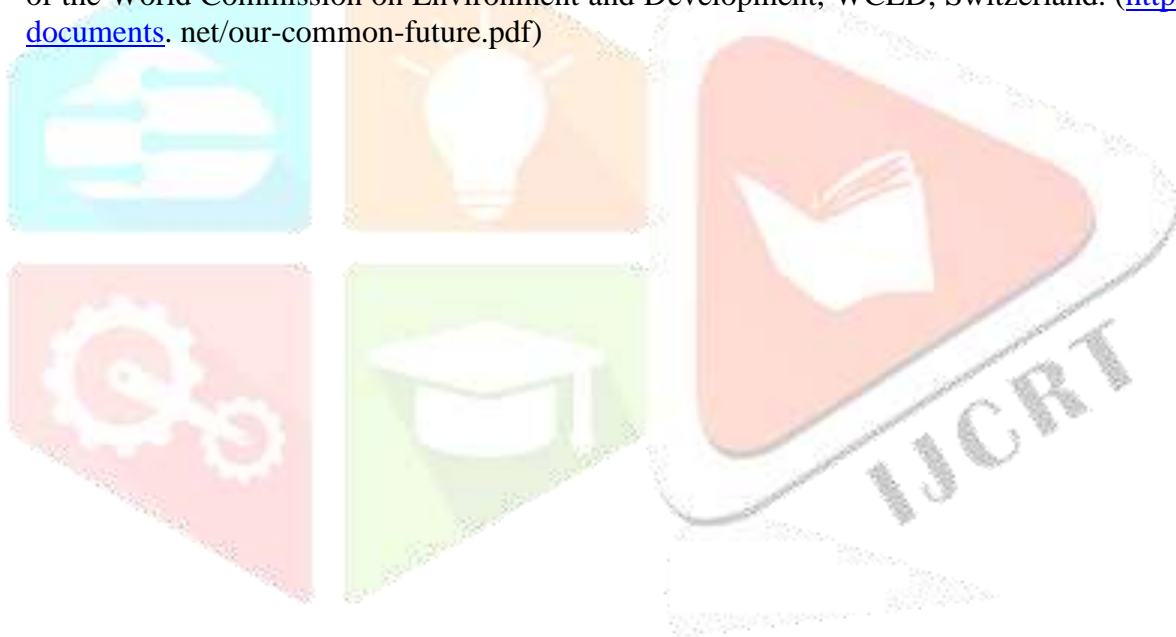 of the World Commission on Environment and Development, WCED, Switzerland. (http
documents. net/our-common-future.pdf)
IJCRT